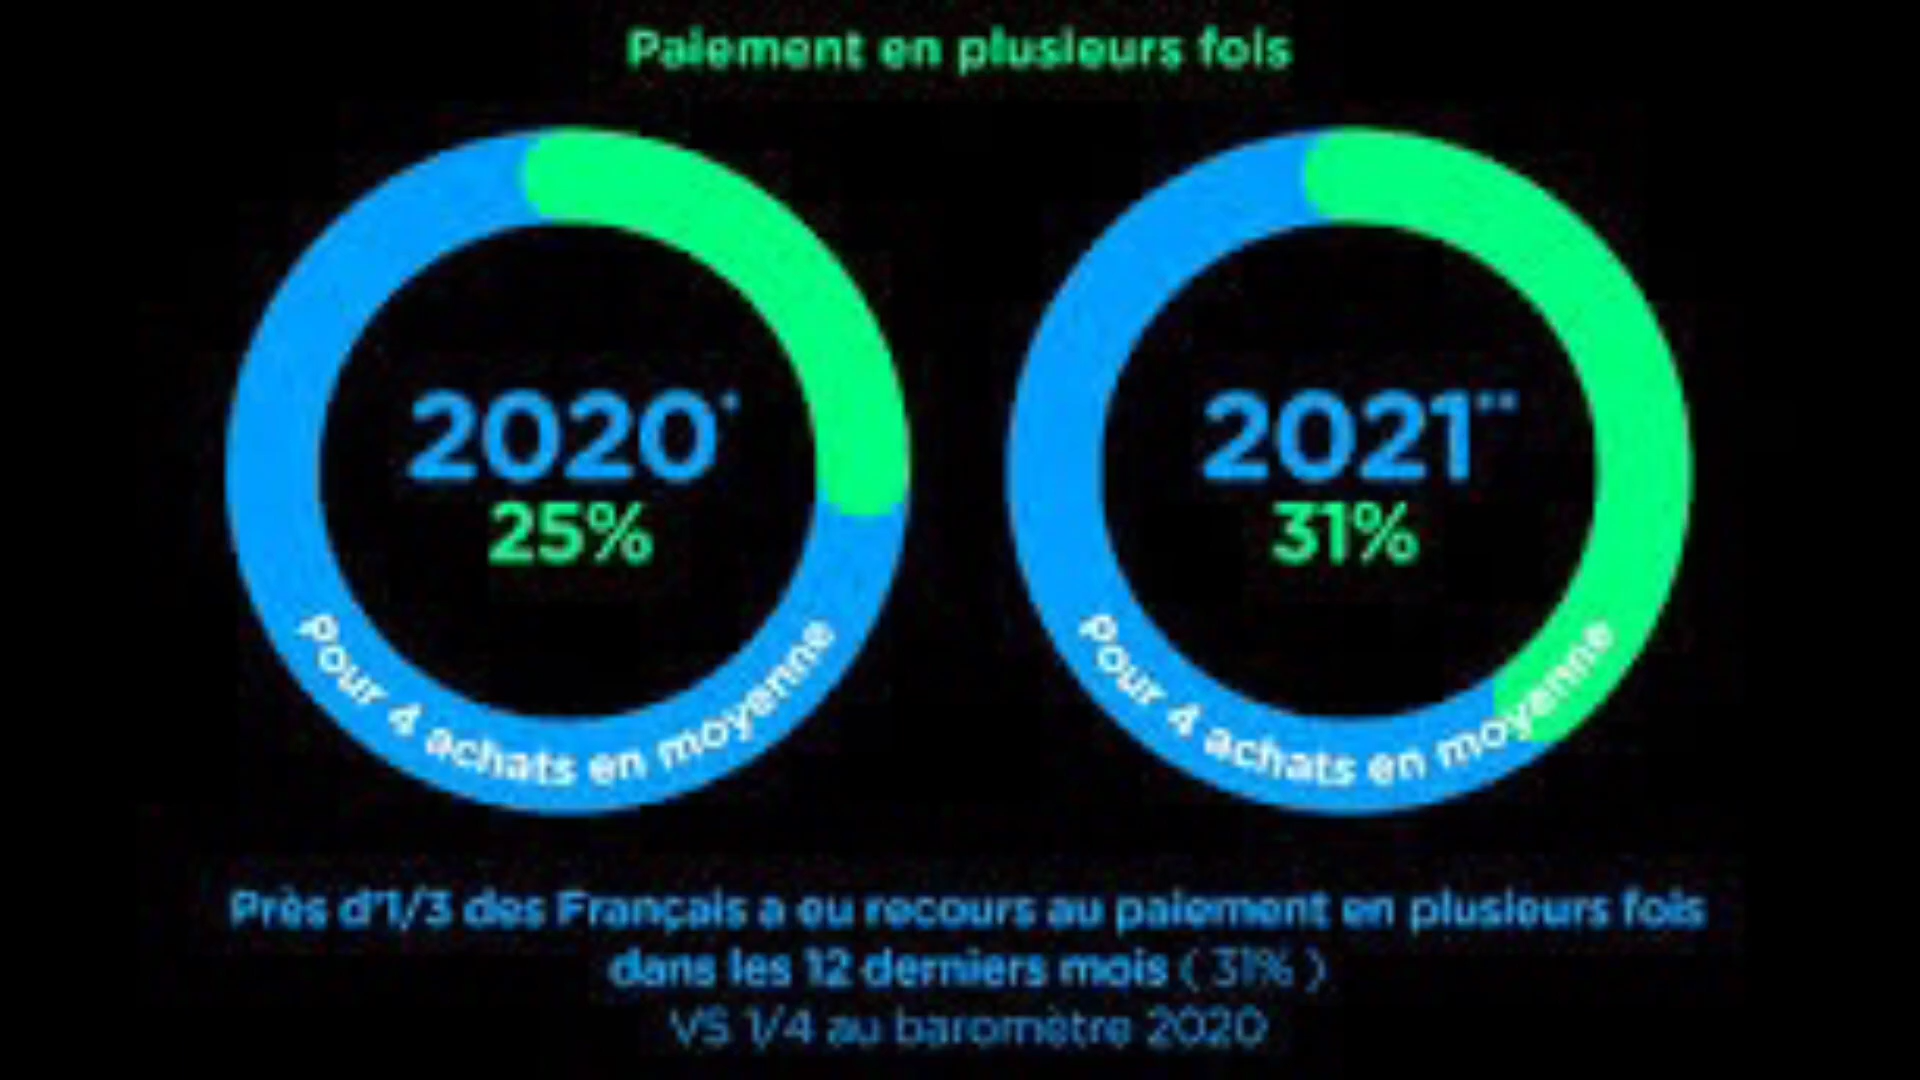 Paiement en plusieurs fois
2020*
25%
Pour 4 achats en moyenne
2021**
31%
Pour 4 achats en moyenne
Près d'1/3 des Français a eu recours au paiement en plusieurs fois
dans les 12 derniers mois ( 31% )
VS 1/4 au baromètre 2020